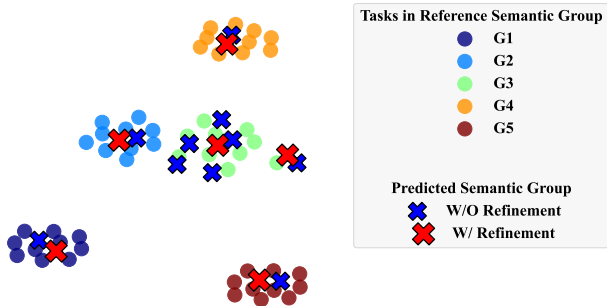 Tasks in Reference Semantic Group
G1
G2
G3
G4
G5
Predicted Semantic Group
W/O Refinement
W/ Refinement